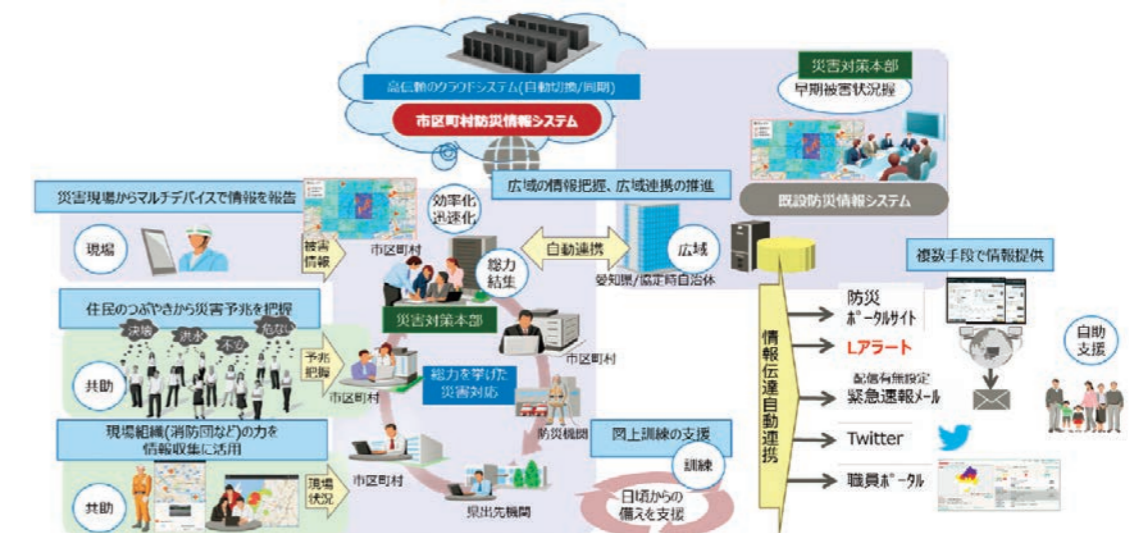 高信頼のクラウドシステム(自動切換/同期)
市区町村防災情報システム
災害対策本部
早期被害状況握
既設防災情報システム
災害現場からマルチデバイスで情報を報告
現場
被害
情報
市区町村
効率化
迅速化
広域の情報把握、広域連携の推進
総力
結集
自動連携
広域
愛知県/協定時自治体
災害対策本部
市区町村
住民のつぶやきから災害予兆を把握
決壊
洪水
不安
危ない
共助
予兆
把握
市区町村
総力を挙げた
災害対応
防災機関
現場組織(消防団など)の力を
情報収集に活用
共助
現場
状況
市区町村
県出先機関
図上訓練の支援
訓練
日頃からの
備えを支援
情報伝達自動連携
複数手段で情報提供
防災
ポータルサイト
Lアラート
配信有無設定
緊急速報メール
Twitter
職員ポータル
自助
支援